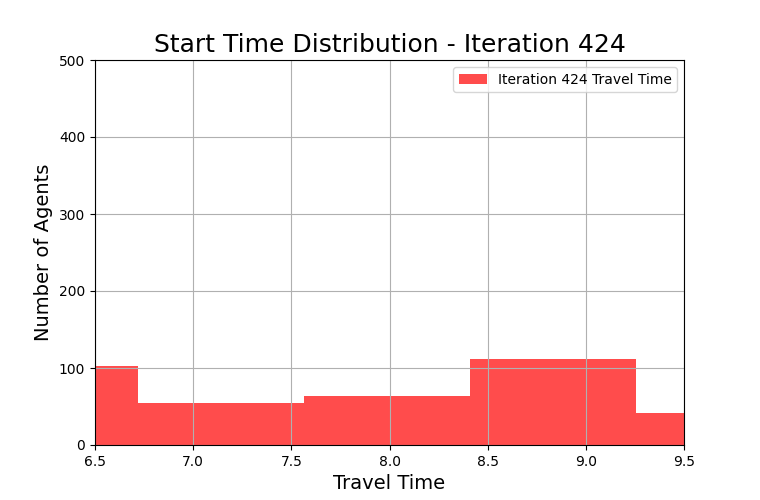 Start Time Distribution - Iteration 424
Iteration 424 Travel Time
500
400
300
200
100
0
Number of Agents
6.5 7.0 7.5 8.0 8.5 9.0 9.5
Travel Time